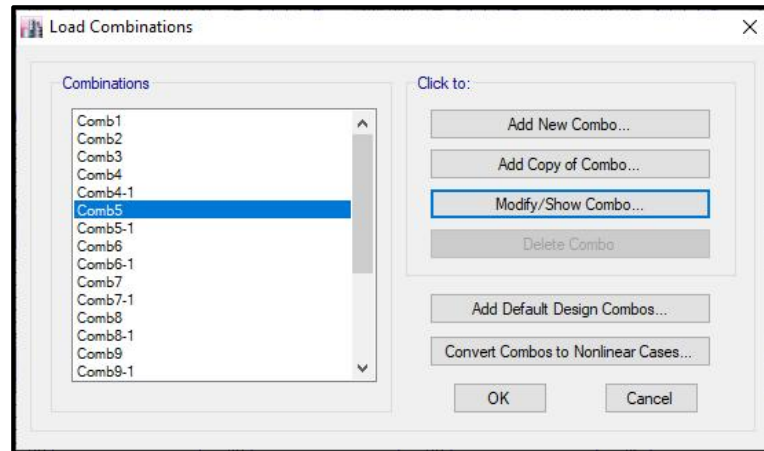 Load Combinations
Combinations
Comb1
Comb2
Comb3
Comb4
Comb4-1
Comb5
Comb5-1
Comb6
Comb6-1
Comb7
Comb7-1
Comb8
Comb8-1
Comb9
Comb9-1
Click to:
Add New Combo...
Add Copy of Combo...
Modify/Show Combo...
Delete Combo
Add Default Design Combos...
Convert Combos to Nonlinear Cases...
OK
Cancel